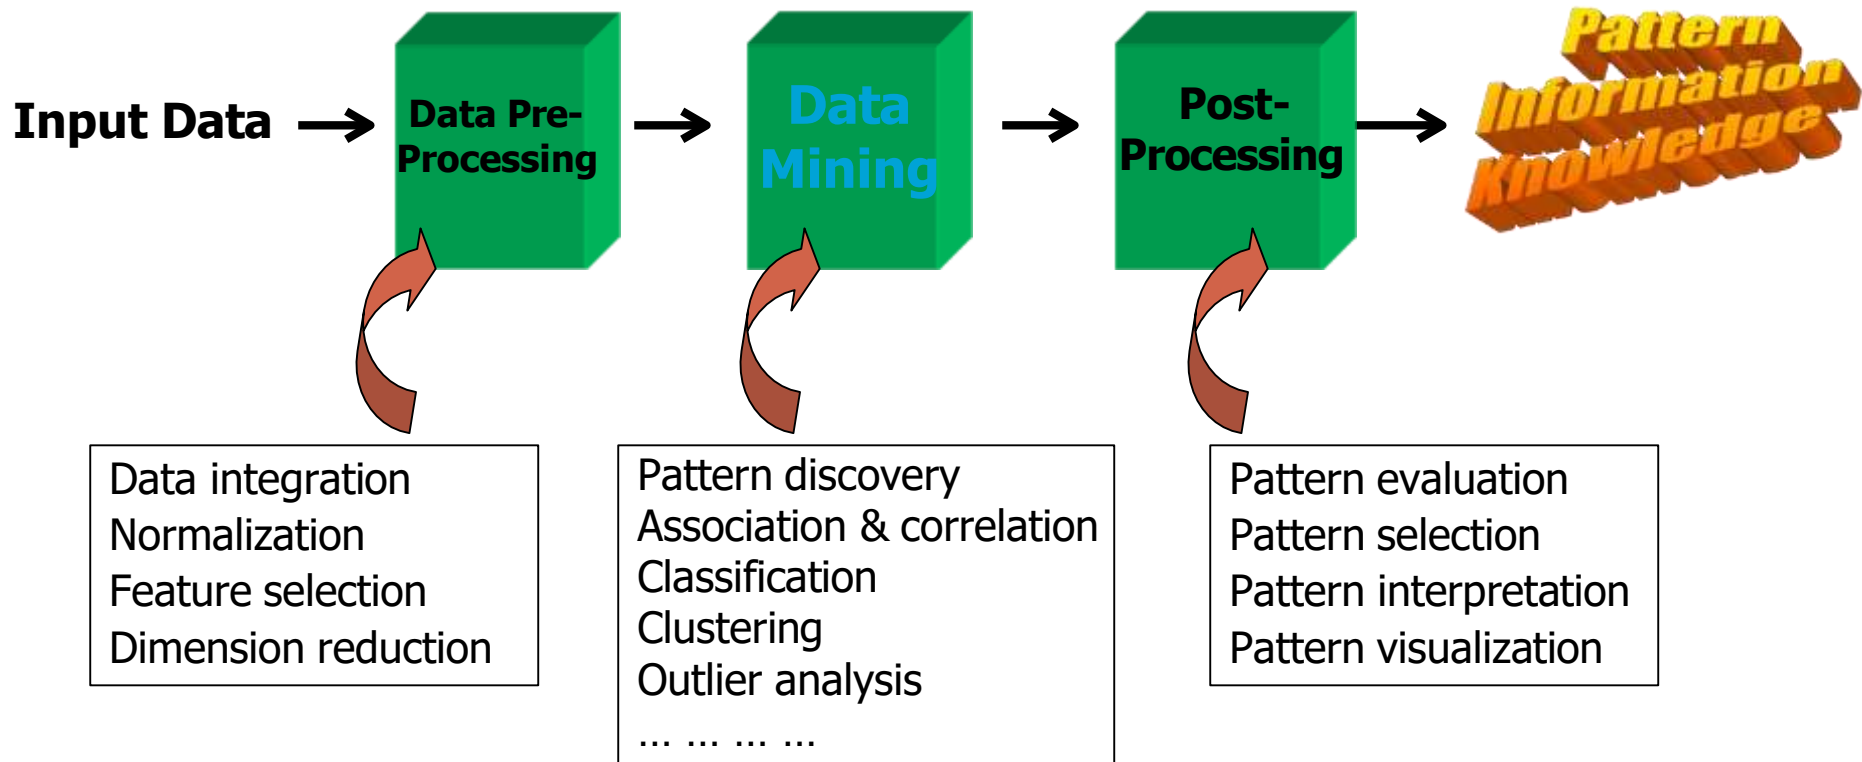 Input Data
Data Pre-
Processing
Data
Mining
Post-
Processing
Pattern
Information
Knowledge
Data integration
Normalization
Feature selection
Dimension reduction
Pattern discovery
Association & correlation
Classification
Clustering
Outlier analysis
… … … …
Pattern evaluation
Pattern selection
Pattern interpretation
Pattern visualization